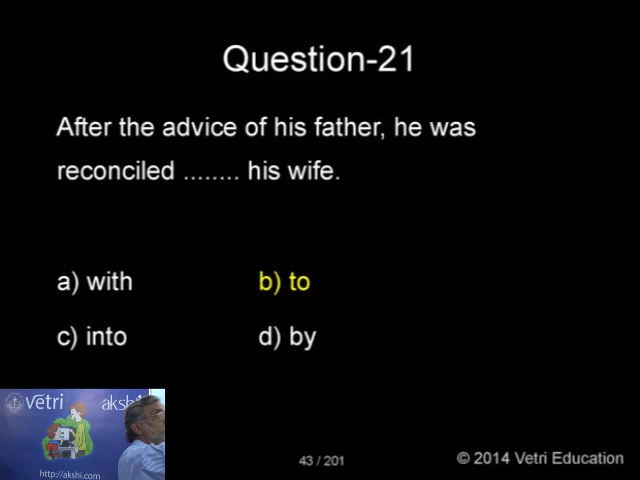 Question-21
After the advice of his father, he was
reconciled ........ his wife.
a) with
b) to
c) into
d) by
vētri
akshi
http://akshi.com
43 / 201
© 2014 Vetri Education